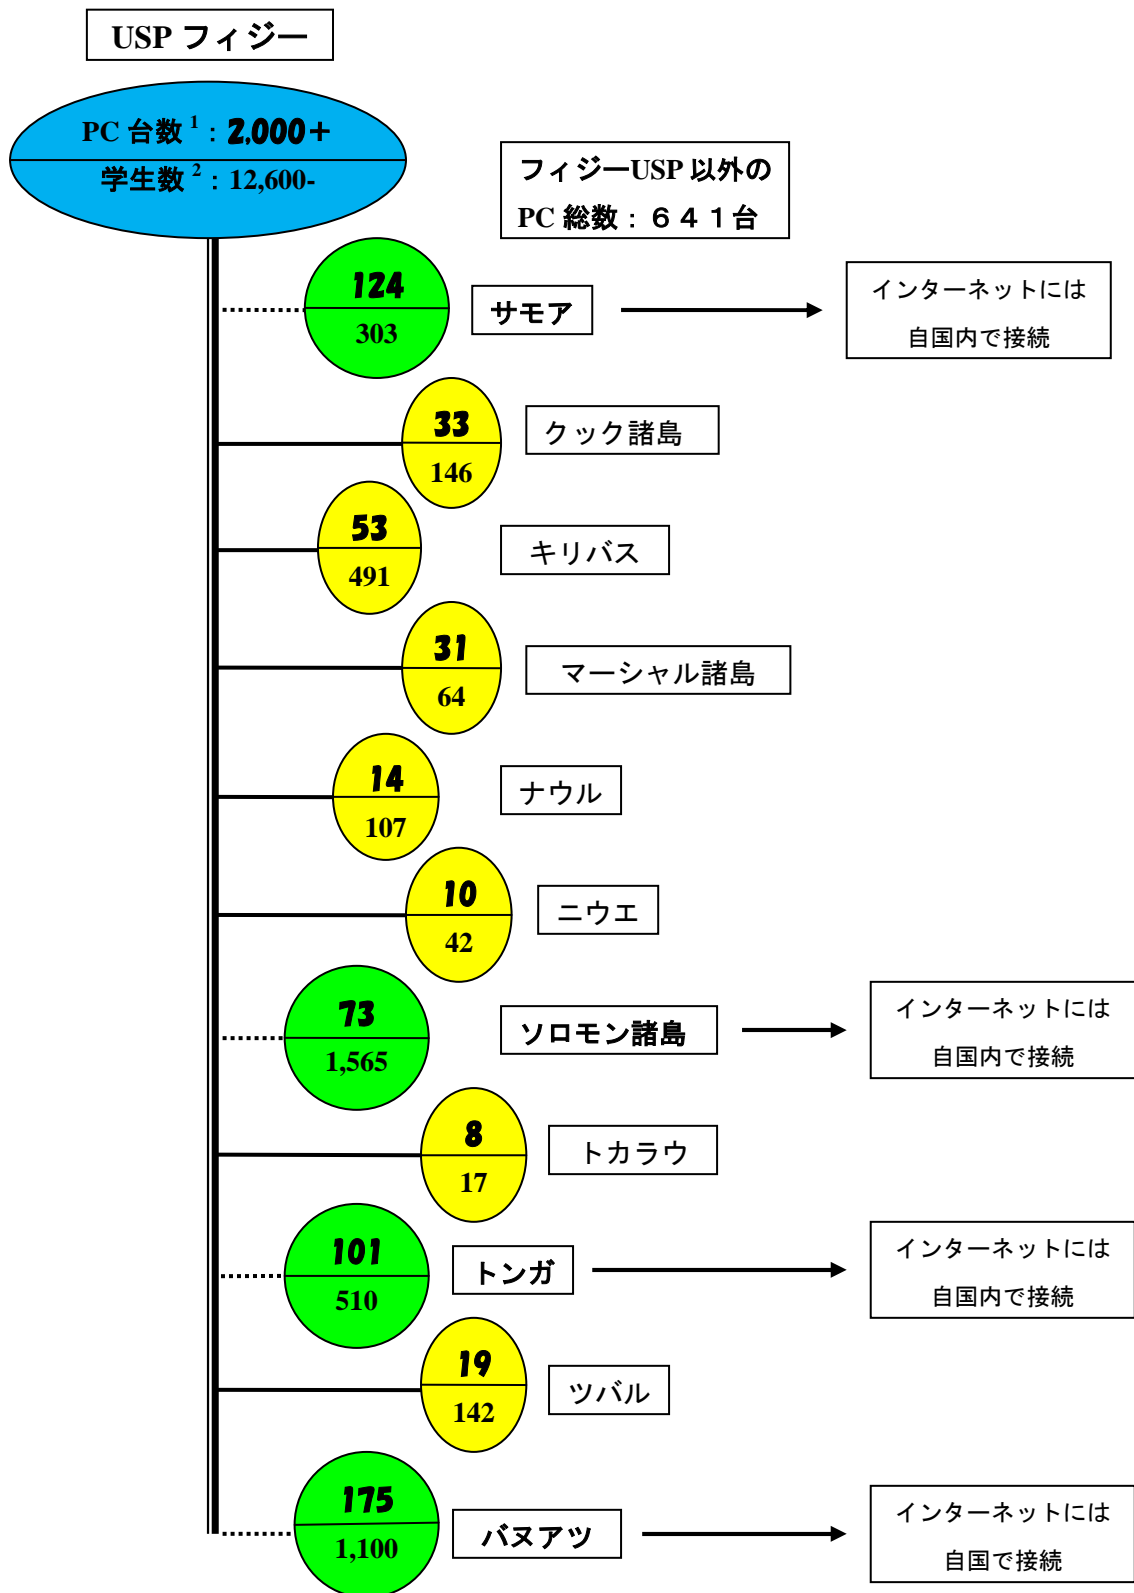 USP フィジー
PC 台数 1：2,000＋
学生数 2：12,600-
フィジーUSP 以外の
PC 総数：６４１台
124
303
サモア
インターネットには
自国内で接続
33
146
クック諸島
53
491
キリバス
31
64
マーシャル諸島
14
107
ナウル
10
42
ニウエ
73
1,565
ソロモン諸島
インターネットには
自国内で接続
8
17
トカラウ
101
510
トンガ
インターネットには
自国内で接続
19
142
ツバル
175
1,100
バヌアツ
インターネットには
自国で接続